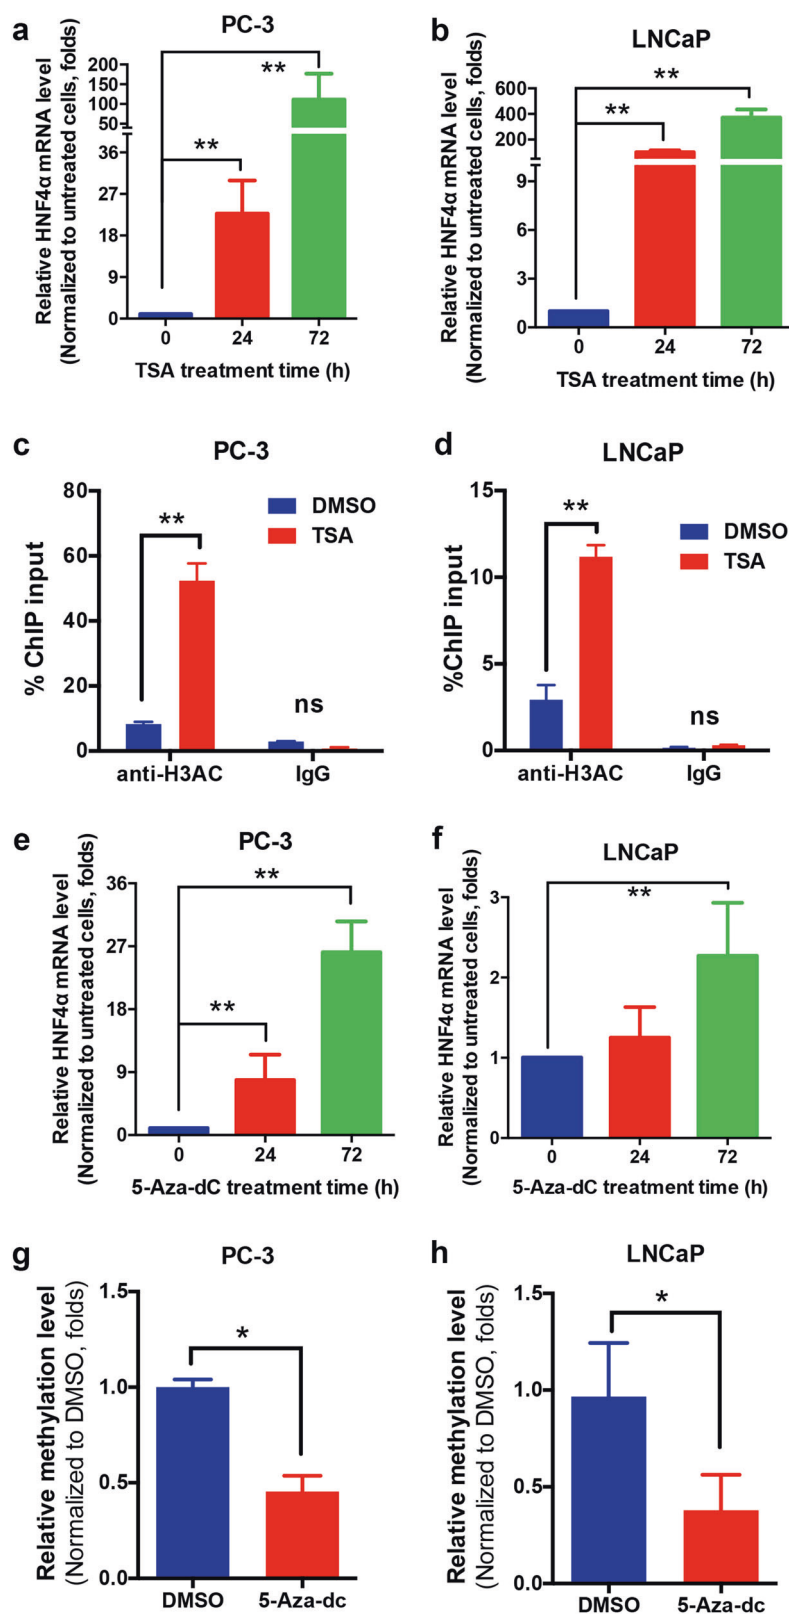 a
PC-3
Relative HNF4α mRNA level
(Normalized to untreated cells, folds)
200
150
100
50
36
27
18
9
0
**
**
0 24 72
TSA treatment time (h)
b
LNCaP
Relative HNF4α mRNA level
(Normalized to untreated cells, folds)
600
400
200
9
6
3
0
**
**
0 24 72
TSA treatment time (h)
c
PC-3
% ChIP input
80
60
40
20
0
**
DMSO
TSA
ns
anti-H3AC IgG
d
LNCaP
%ChIP input
15
10
5
0
**
DMSO
TSA
ns
anti-H3AC IgG
e
PC-3
Relative HNF4α mRNA level
(Normalized to untreated cells, folds)
36
27
18
9
0
**
**
0 24 72
5-Aza-dC treatment time (h)
f
LNCaP
Relative HNF4α mRNA level
(Normalized to untreated cells, folds)
3
2
1
0
**
0 24 72
5-Aza-dC treatment time (h)
g
PC-3
Relative methylation level
(Normalized to DMSO, folds)
1.5
1.0
0.5
0.0
*
DMSO 5-Aza-dc
h
LNCaP
Relative methylation level
(Normalized to DMSO, folds)
1.5
1.0
0.5
0.0
*
DMSO 5-Aza-dc